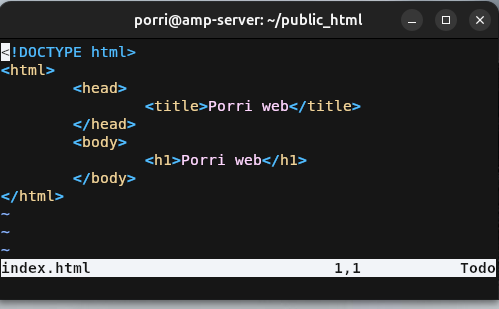 porri@amp-server: ~/public_html
<!DOCTYPE html>
<html>
        <head>
                <title>Porri web</title>
        </head>
        <body>
                <h1>Porri web</h1>
        </body>
</html>
~
~
~
index.html 1,1 Todo